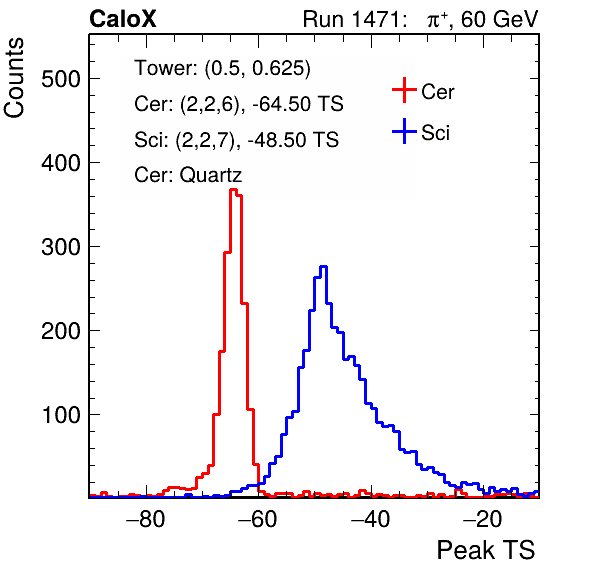 CaloX Run 1471: π⁺, 60 GeV
Counts
Tower: (0.5, 0.625)
Cer: (2,2,6), -64.50 TS
Sci: (2,2,7), -48.50 TS
Cer: Quartz
Cer
Sci
500
400
300
200
100
−80 −60 −40 −20
Peak TS